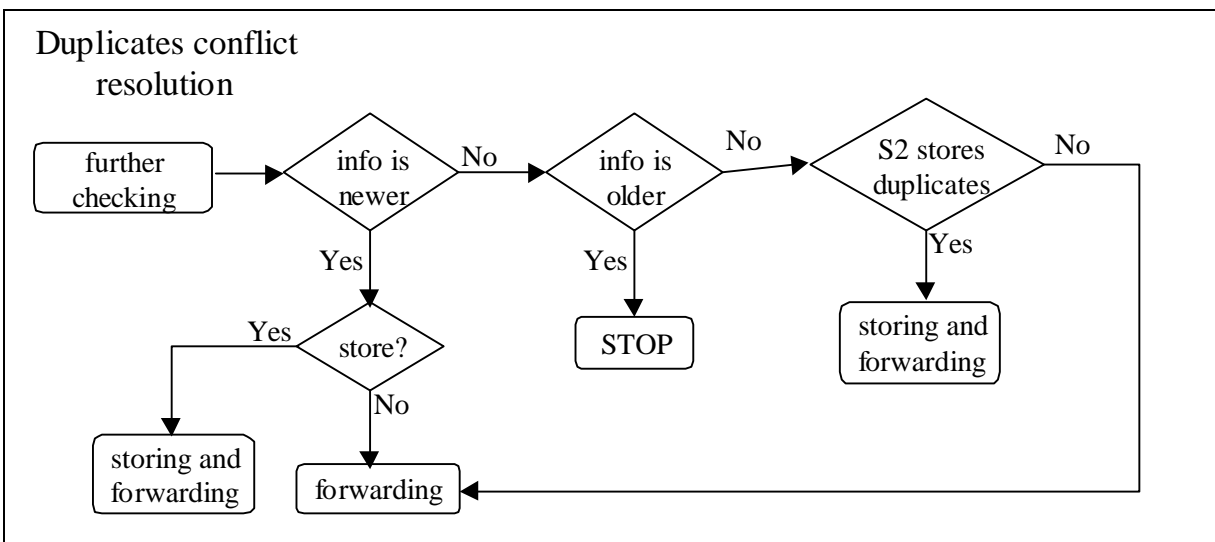 Duplicates conflict
resolution
further
checking
info is
newer
No
info is
older
No
S2 stores
duplicates
No
Yes
Yes
Yes
Yes
store?
STOP
storing and
forwarding
No
storing and
forwarding
forwarding